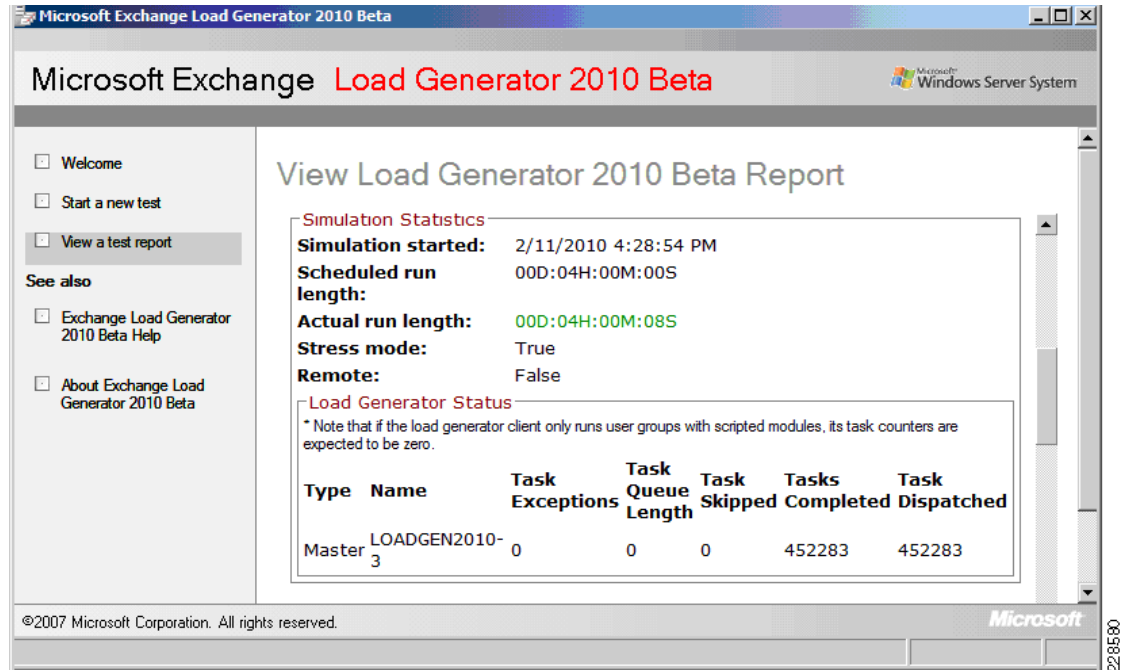 Microsoft Exchange Load Generator 2010 Beta
Microsoft Exchange Load Generator 2010 Beta
Microsoft
Windows Server System
Welcome
Start a new test
View a test report
See also
Exchange Load Generator
2010 Beta Help
About Exchange Load
Generator 2010 Beta
View Load Generator 2010 Beta Report
Simulation Statistics
Simulation started: 2/11/2010 4:28:54 PM
Scheduled run 00D:04H:00M:00S
length:
Actual run length: 00D:04H:00M:08S
Stress mode: True
Remote: False
Load Generator Status
* Note that if the load generator client only runs user groups with scripted modules, its task counters are
expected to be zero.
Type Name Task Exceptions Task Queue Length Task Skipped Tasks Completed Task Dispatched
Master LOADGEN2010-3 0 0 0 452283 452283
©2007 Microsoft Corporation. All rights reserved.
Microsoft
228580